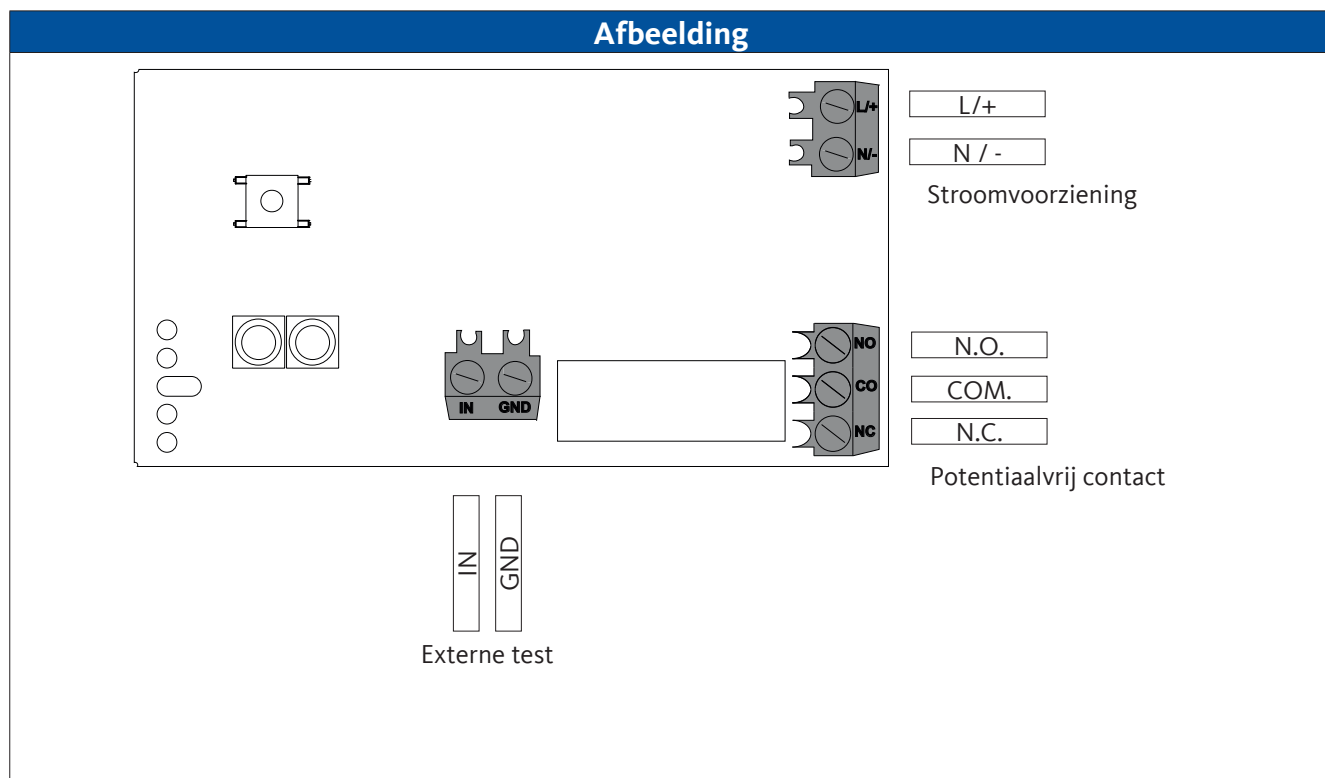 Afbeelding
L/+ L/+
N/- N / -
Stroomvoorziening
NO N.O.
CO COM.
NC N.C.
IN GND
Potentiaalvrij contact
IN GND
Externe test